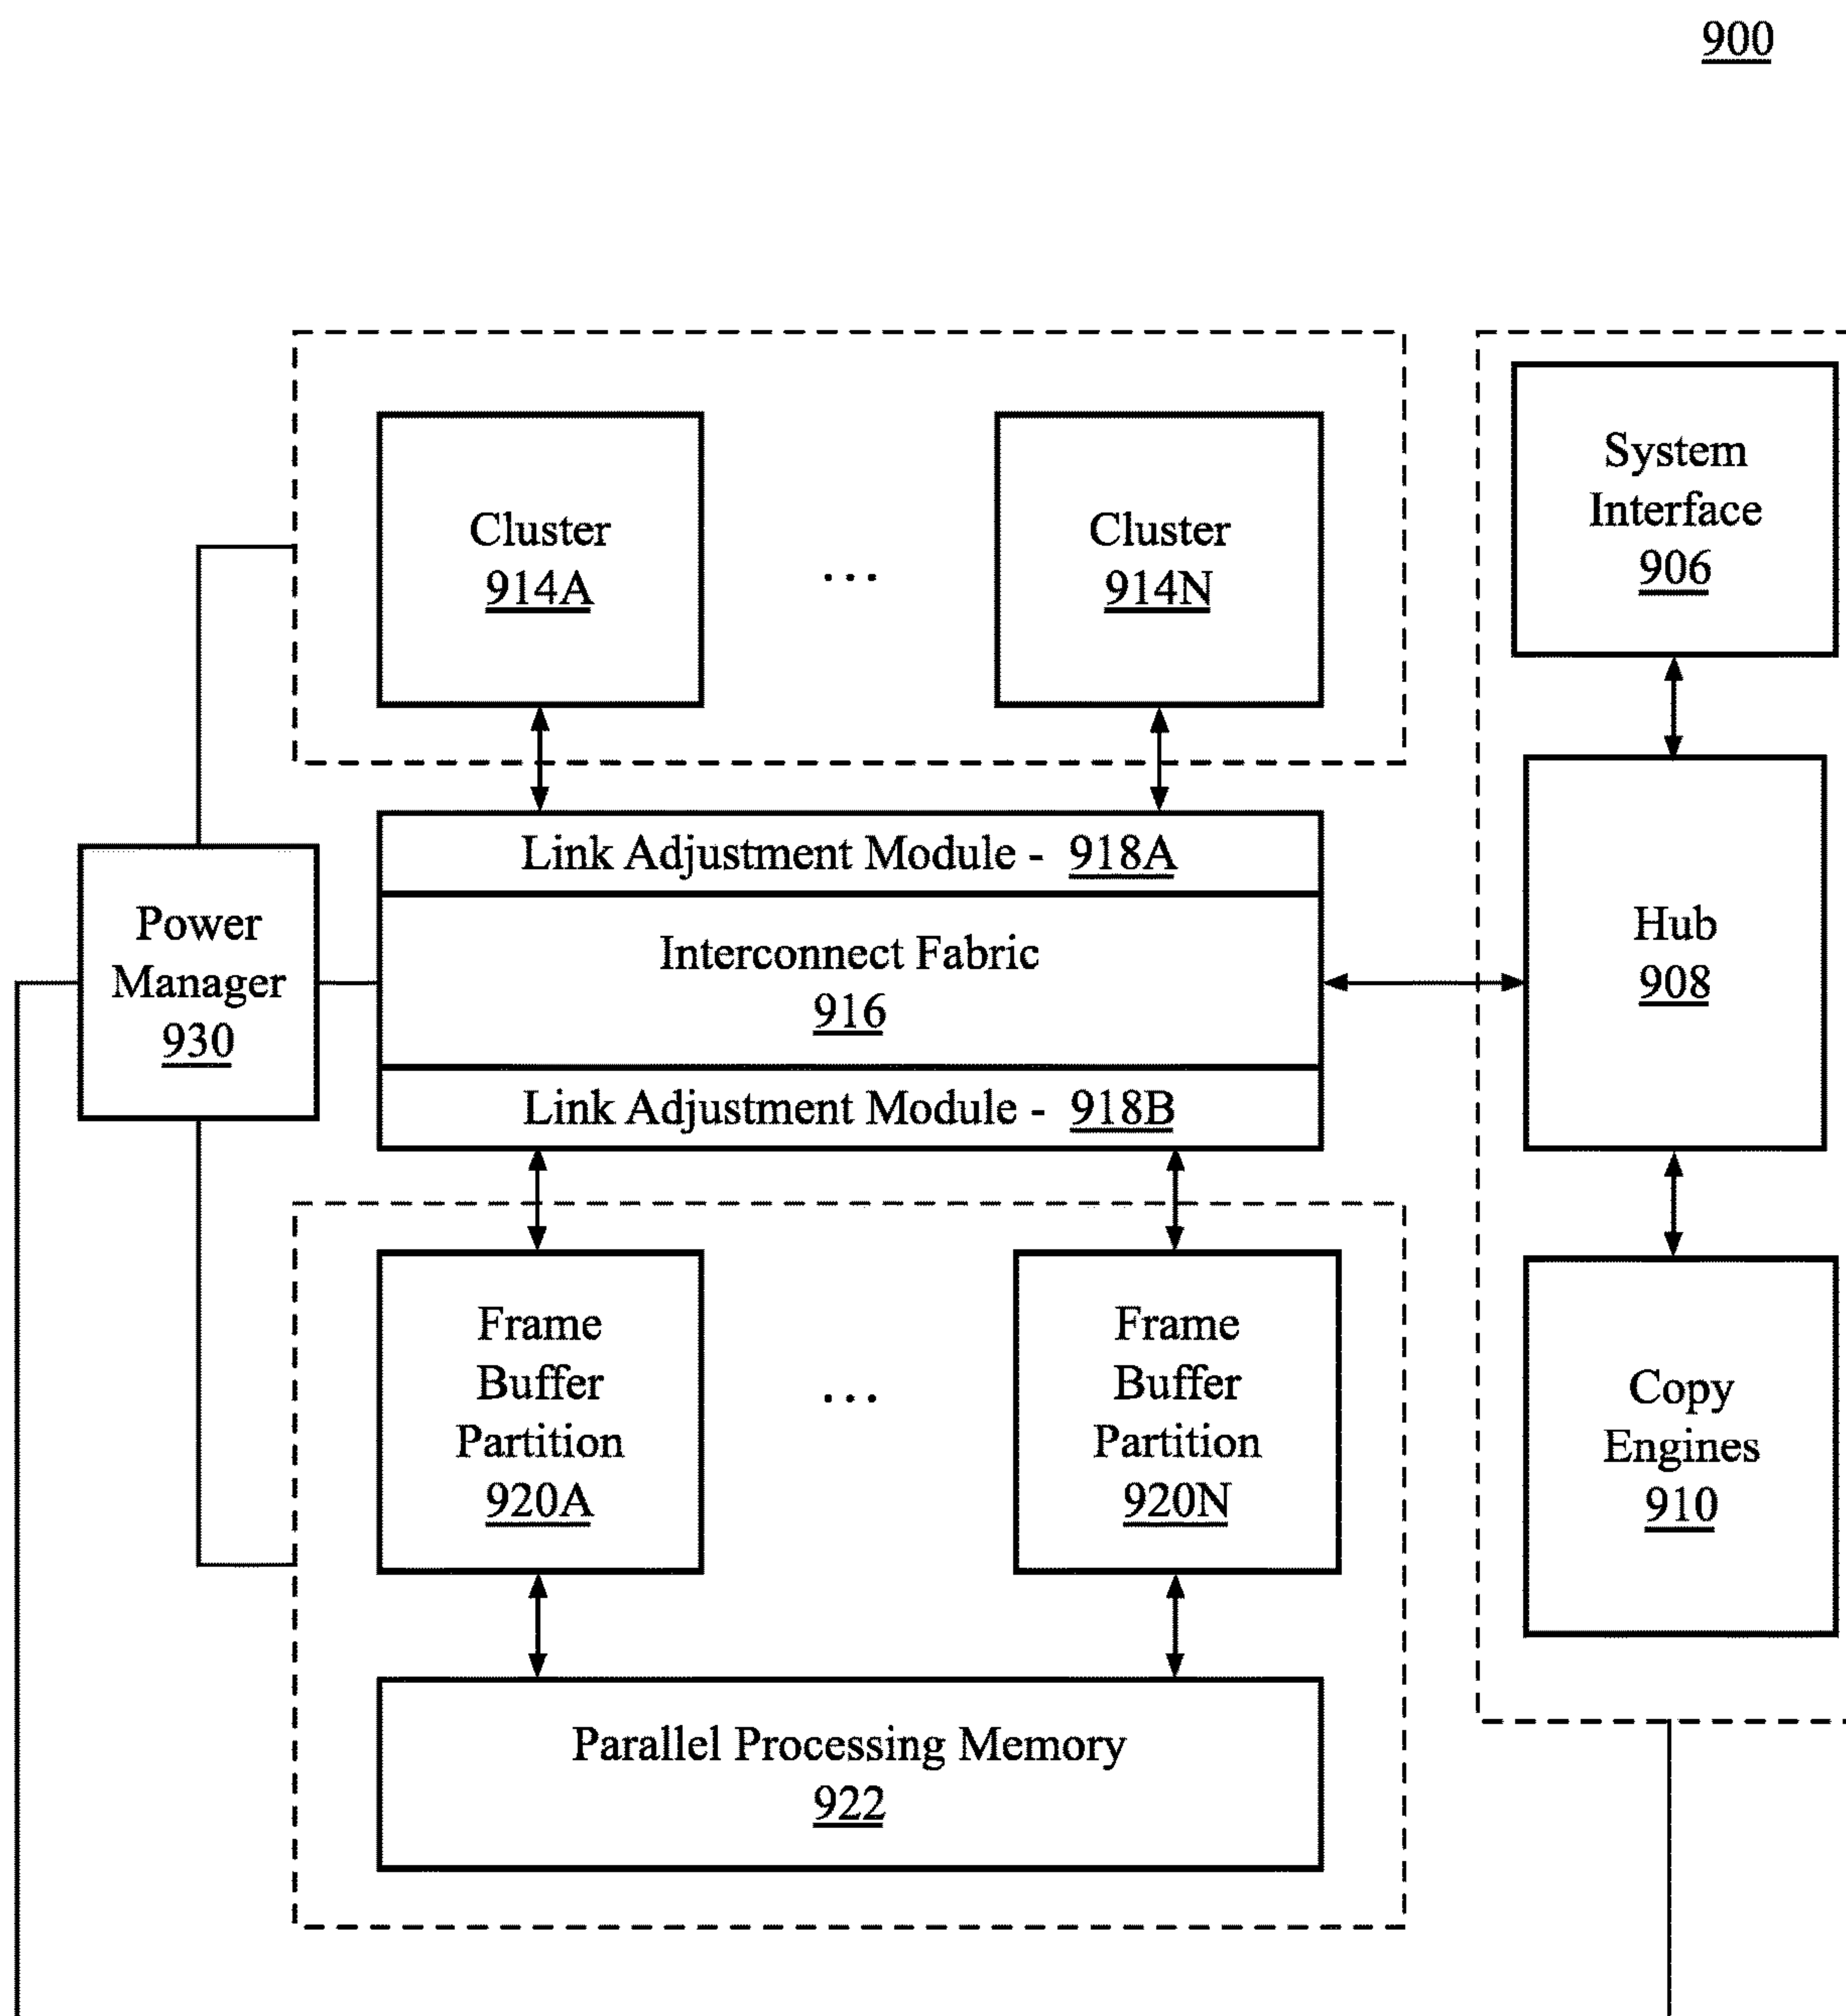 900
Cluster
914A
...
Cluster
914N
System
Interface
906
Link Adjustment Module - 918A
Power
Manager
930
Interconnect Fabric
916
Hub
908
Link Adjustment Module - 918B
Frame
Buffer
Partition
920A
...
Frame
Buffer
Partition
920N
Copy
Engines
910
Parallel Processing Memory
922